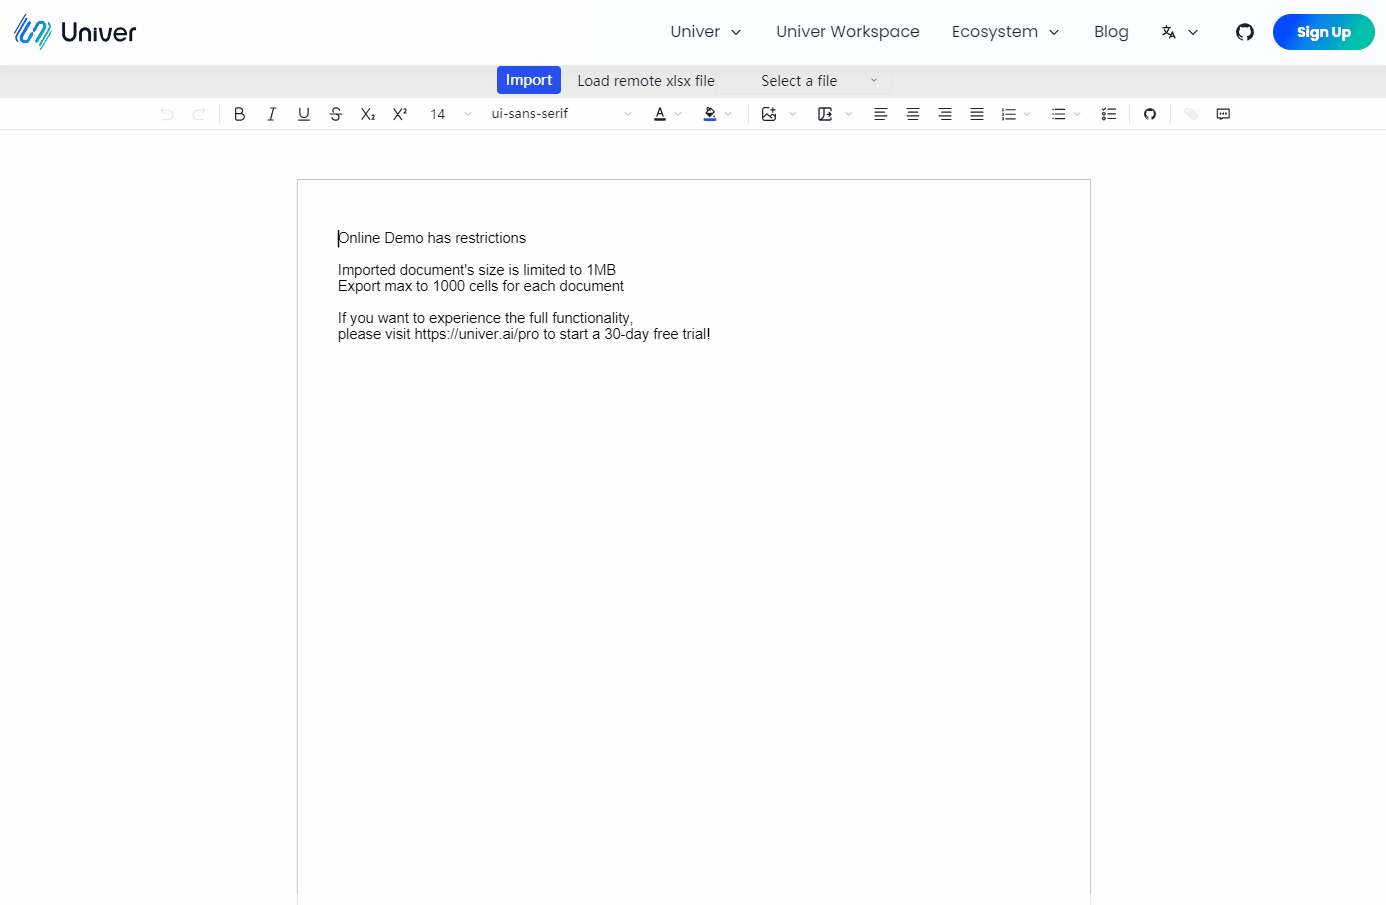 Univer
Univer
Univer Workspace
Ecosystem
Blog
Sign Up
Import
Load remote xlsx file
Select a file
14
ui-sans-serif
Online Demo has restrictions
Imported document's size is limited to 1MB
Export max to 1000 cells for each document
If you want to experience the full functionality,
please visit https://univer.ai/pro to start a 30-day free trial!